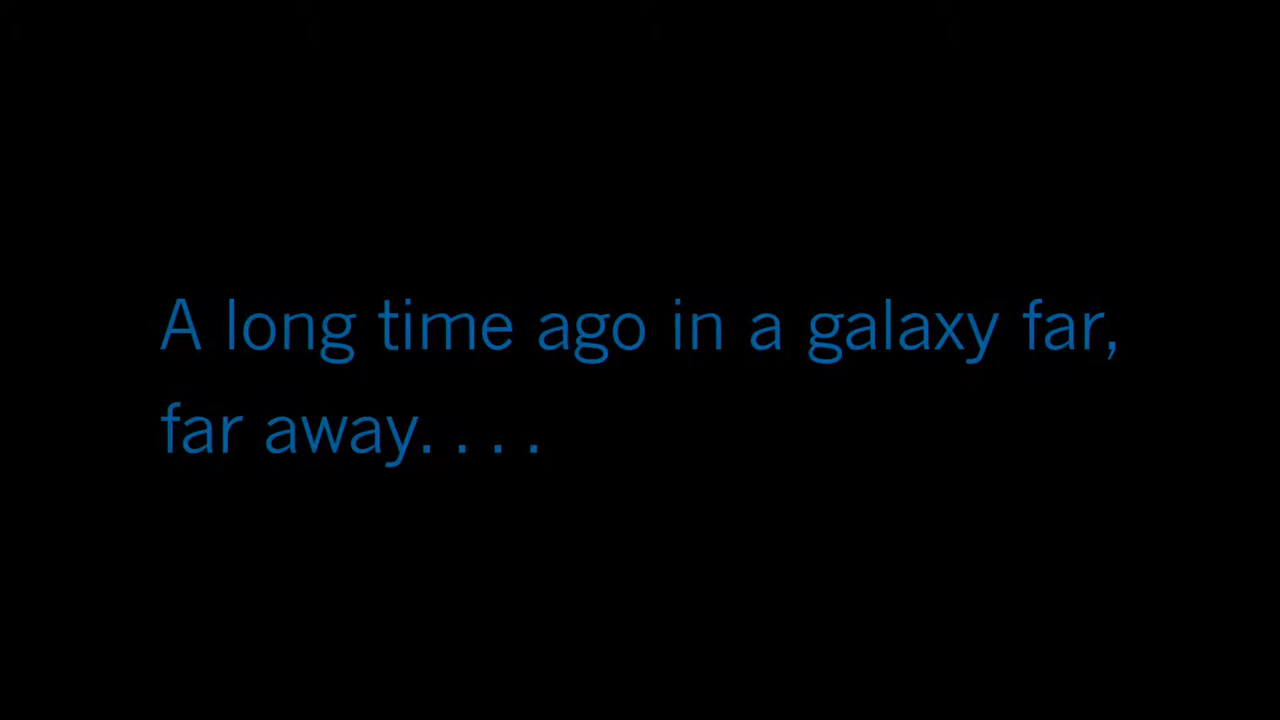 A long time ago in a galaxy far,
far away. . . .